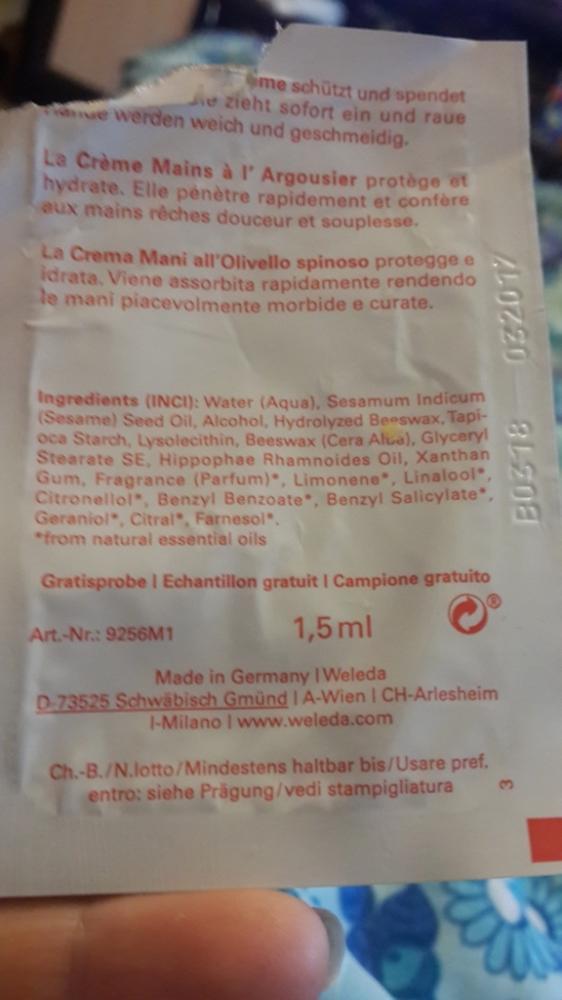 me schützt und spendet
zieht sofort ein und raue
werden weich und geschmeidig.
La Crème Mains à l' Argousier protège et
hydrate. Elle pénètre rapidement et confère
aux mains rêches douceur et souplesse.
La Crema Mani all'Olivello spinoso protegge e
idrata. Viene assorbita rapidamente rendendo
le mani piacevolmente morbide e curate.
Ingredients (INCI): Water (Aqua), Sesamum Indicum
(Sesame) Seed Oil, Alcohol, Hydrolyzed Beeswax, Tapi-
oca Starch, Lysolecithin, Beeswax (Cera Alba), Glyceryl
Stearate SE, Hippophae Rhamnoides Oil, Xanthan
Gum, Fragrance (Parfum)*, Limonene*, Linalool*,
Citronellol*, Benzyl Benzoate*, Benzyl Salicylate*,
Geraniol*, Citral*, Farnesol*.
*from natural essential oils
Gratisprobe | Echantillon gratuit | Campione gratuito
Art.-Nr.: 9256M1
1,5 ml
®
Made in Germany | Weleda
D-73525 Schwäbisch Gmünd | A-Wien | CH-Arlesheim
I-Milano | www.weleda.com
Ch.-B./N.lotto/Mindestens haltbar bis/Usare pref.
entro: siehe Prägung/vedi stampigliatura
3
B0318 032017